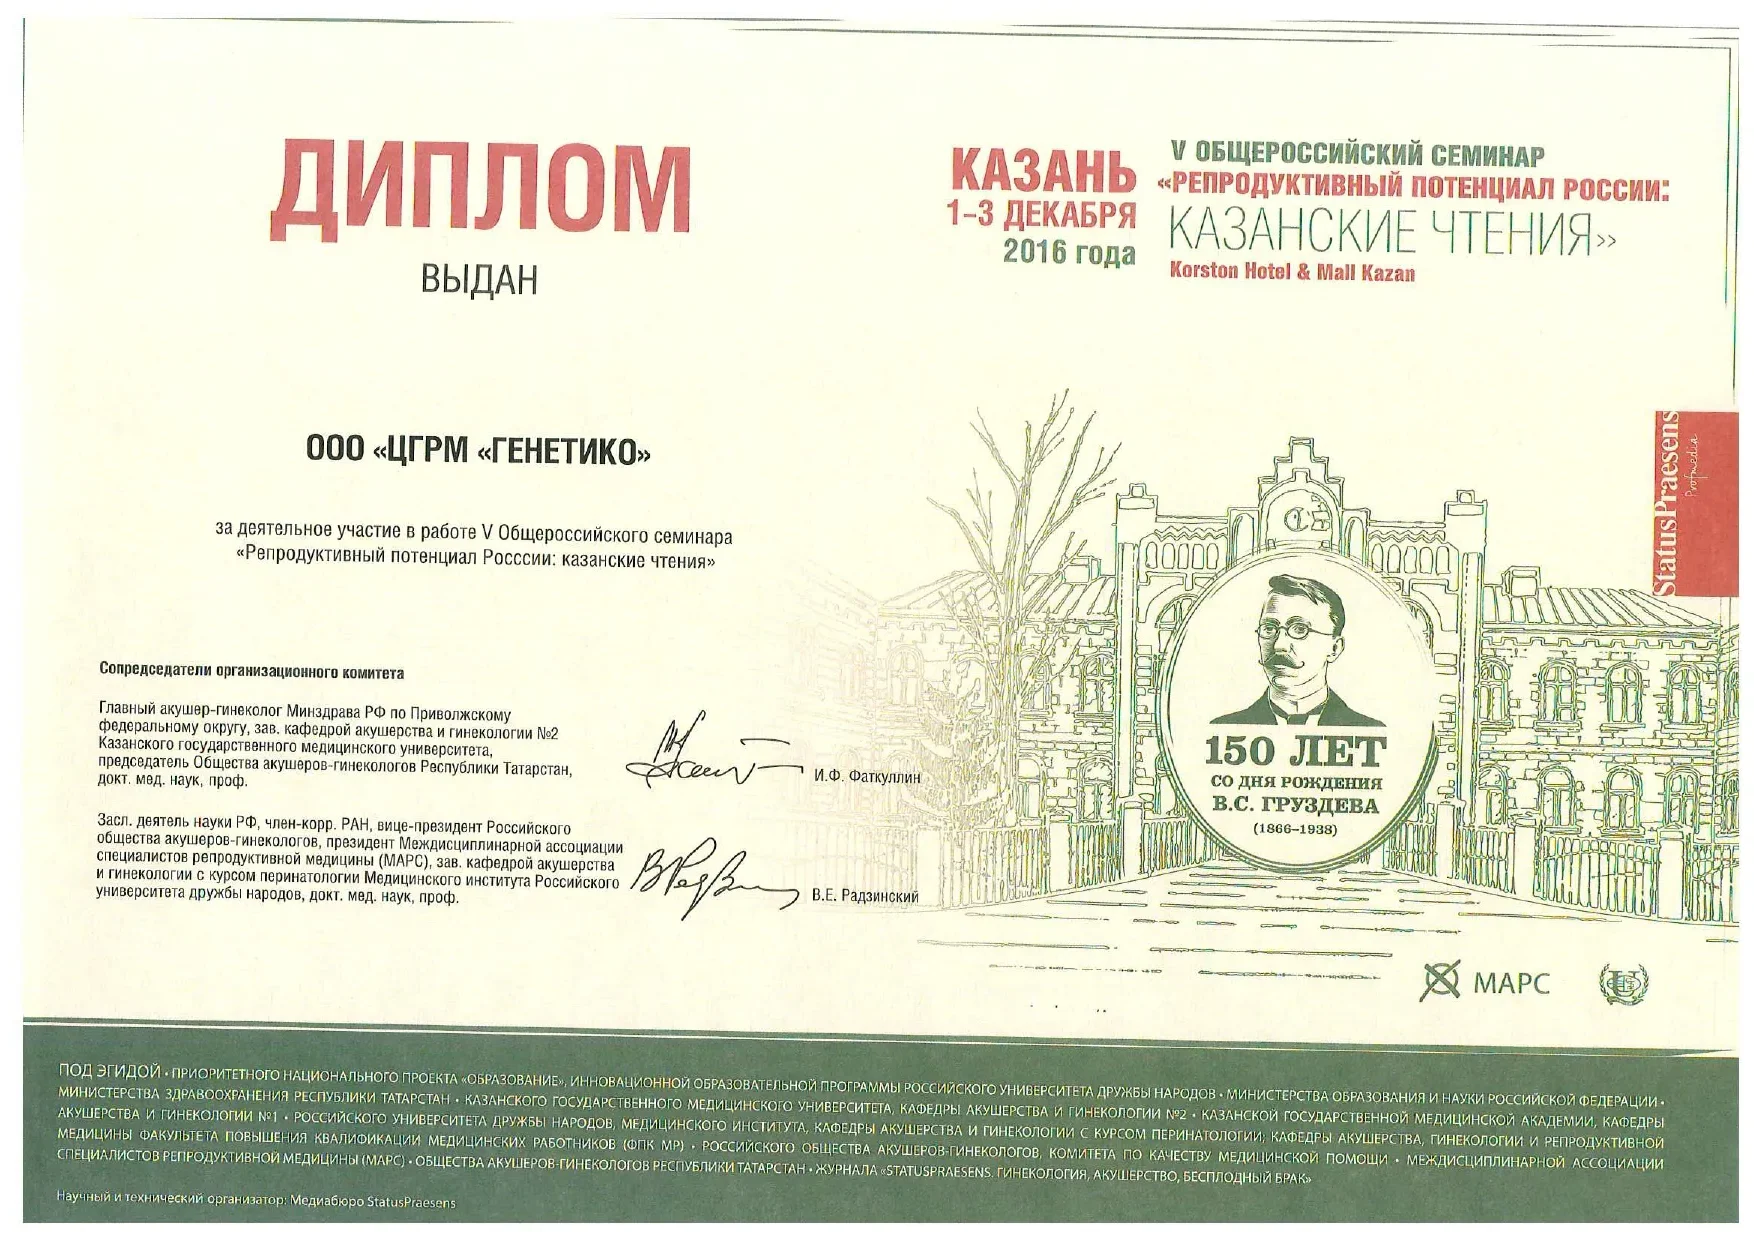 ДИПЛОМ
ВЫДАН
КАЗАНЬ
1–3 ДЕКАБРЯ
2016 года
V ОБЩЕРОССИЙСКИЙ СЕМИНАР
«РЕПРОДУКТИВНЫЙ ПОТЕНЦИАЛ РОССИИ:
КАЗАНСКИЕ ЧТЕНИЯ»
Korston Hotel & Mall Kazan
ООО «ЦГРМ «ГЕНЕТИКО»
за деятельное участие в работе V Общероссийского семинара
«Репродуктивный потенциал Росссии: казанские чтения»
StatusPraesens
Profmedia
Сопредседатели организационного комитета
Главный акушер-гинеколог Минздрава РФ по Приволжскому
федеральному округу, зав. кафедрой акушерства и гинекологии №2
Казанского государственного медицинского университета,
председатель Общества акушеров-гинекологов Республики Татарстан,
докт. мед. наук, проф.
И.Ф. Фаткуллин
Засл. деятель науки РФ, член-корр. РАН, вице-президент Российского
общества акушеров-гинекологов, президент Междисциплинарной ассоциации
специалистов репродуктивной медицины (МАРС), зав. кафедрой акушерства
и гинекологии с курсом перинатологии Медицинского института Российского
университета дружбы народов, докт. мед. наук, проф.
В.Е. Радзинский
150 ЛЕТ
СО ДНЯ РОЖДЕНИЯ
В.С. ГРУЗДЕВА
(1866–1938)
МАРС
ПОД ЭГИДОЙ • ПРИОРИТЕТНОГО НАЦИОНАЛЬНОГО ПРОЕКТА «ОБРАЗОВАНИЕ», ИННОВАЦИОННОЙ ОБРАЗОВАТЕЛЬНОЙ ПРОГРАММЫ РОССИЙСКОГО УНИВЕРСИТЕТА ДРУЖБЫ НАРОДОВ • МИНИСТЕРСТВА ОБРАЗОВАНИЯ И НАУКИ РОССИЙСКОЙ ФЕДЕРАЦИИ •
МИНИСТЕРСТВА ЗДРАВООХРАНЕНИЯ РЕСПУБЛИКИ ТАТАРСТАН • КАЗАНСКОГО ГОСУДАРСТВЕННОГО МЕДИЦИНСКОГО УНИВЕРСИТЕТА, КАФЕДРЫ АКУШЕРСТВА И ГИНЕКОЛОГИИ №2 • КАЗАНСКОЙ ГОСУДАРСТВЕННОЙ МЕДИЦИНСКОЙ АКАДЕМИИ, КАФЕДРЫ
АКУШЕРСТВА И ГИНЕКОЛОГИИ №1 • РОССИЙСКОГО УНИВЕРСИТЕТА ДРУЖБЫ НАРОДОВ, МЕДИЦИНСКОГО ИНСТИТУТА, КАФЕДРЫ АКУШЕРСТВА И ГИНЕКОЛОГИИ С КУРСОМ ПЕРИНАТОЛОГИИ, КАФЕДРЫ АКУШЕРСТВА, ГИНЕКОЛОГИИ И РЕПРОДУКТИВНОЙ
МЕДИЦИНЫ ФАКУЛЬТЕТА ПОВЫШЕНИЯ КВАЛИФИКАЦИИ МЕДИЦИНСКИХ РАБОТНИКОВ (ФПК МР) • РОССИЙСКОГО ОБЩЕСТВА АКУШЕРОВ-ГИНЕКОЛОГОВ, КОМИТЕТА ПО КАЧЕСТВУ МЕДИЦИНСКОЙ ПОМОЩИ • МЕЖДИСЦИПЛИНАРНОЙ АССОЦИАЦИИ
СПЕЦИАЛИСТОВ РЕПРОДУКТИВНОЙ МЕДИЦИНЫ (МАРС) • ОБЩЕСТВА АКУШЕРОВ-ГИНЕКОЛОГОВ РЕСПУБЛИКИ ТАТАРСТАН • ЖУРНАЛА «STATUSPRAESENS. ГИНЕКОЛОГИЯ, АКУШЕРСТВО, БЕСПЛОДНЫЙ БРАК»
Научный и технический организатор: Медиабюро StatusPraesens